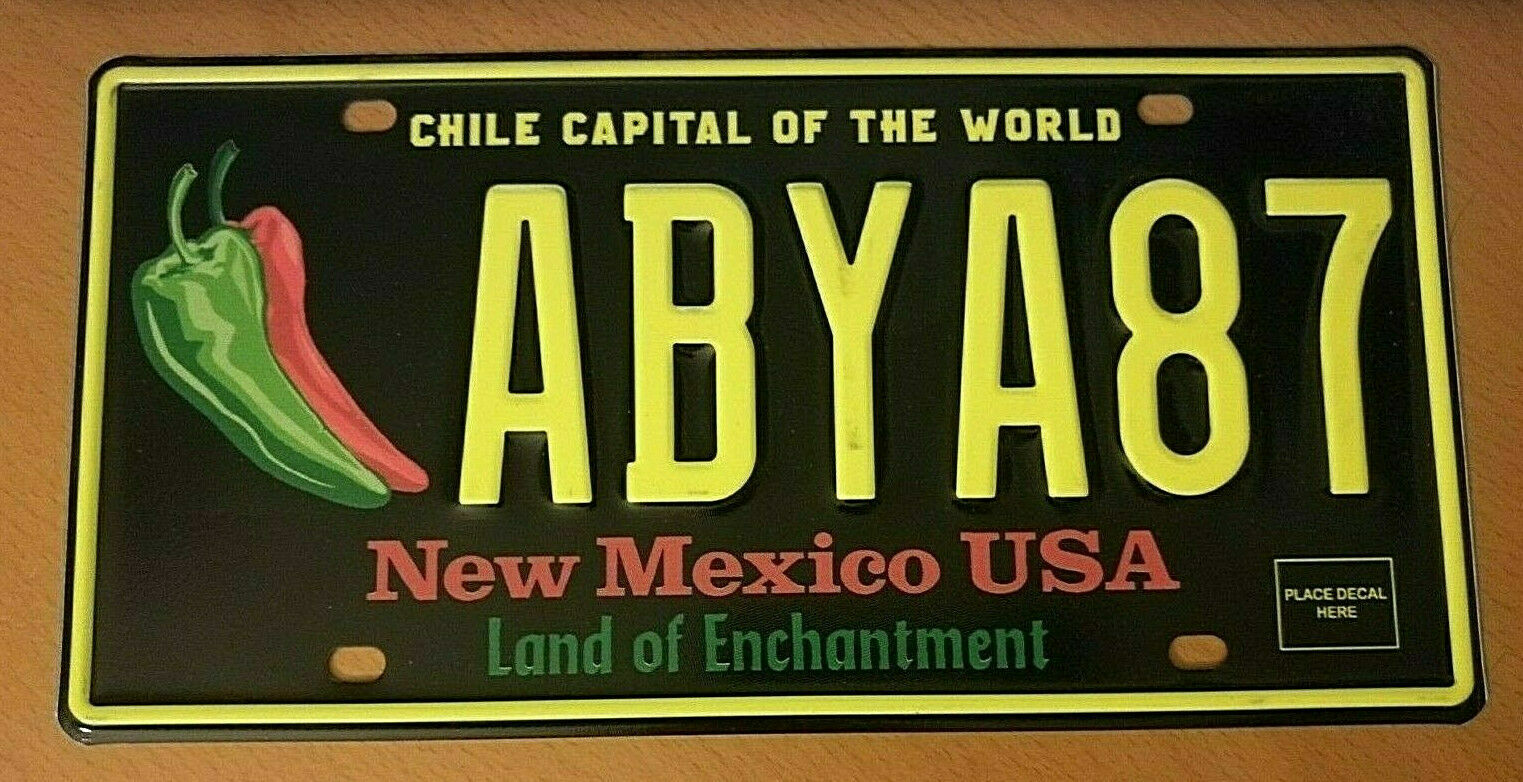 CHILE CAPITAL OF THE WORLD
ABYA87
New Mexico USA
Land of Enchantment
PLACE DECAL
HERE